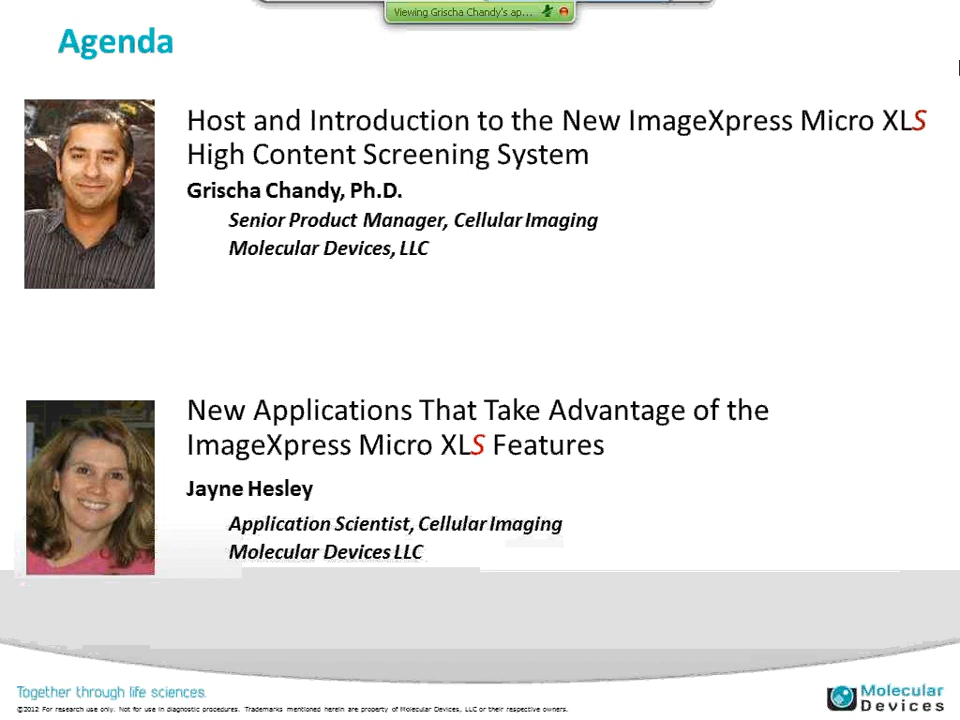 Viewing Grischa Chandy's ap...
Agenda
Host and Introduction to the New ImageXpress Micro XLS
High Content Screening System
Grischa Chandy, Ph.D.
Senior Product Manager, Cellular Imaging
Molecular Devices, LLC
New Applications That Take Advantage of the
ImageXpress Micro XLS Features
Jayne Hesley
Application Scientist, Cellular Imaging
Molecular Devices LLC
Together through life sciences.
©2012 For research use only. Not for use in diagnostic procedures. Trademarks mentioned herein are property of Molecular Devices, LLC or their respective owners.
Molecular
Devices